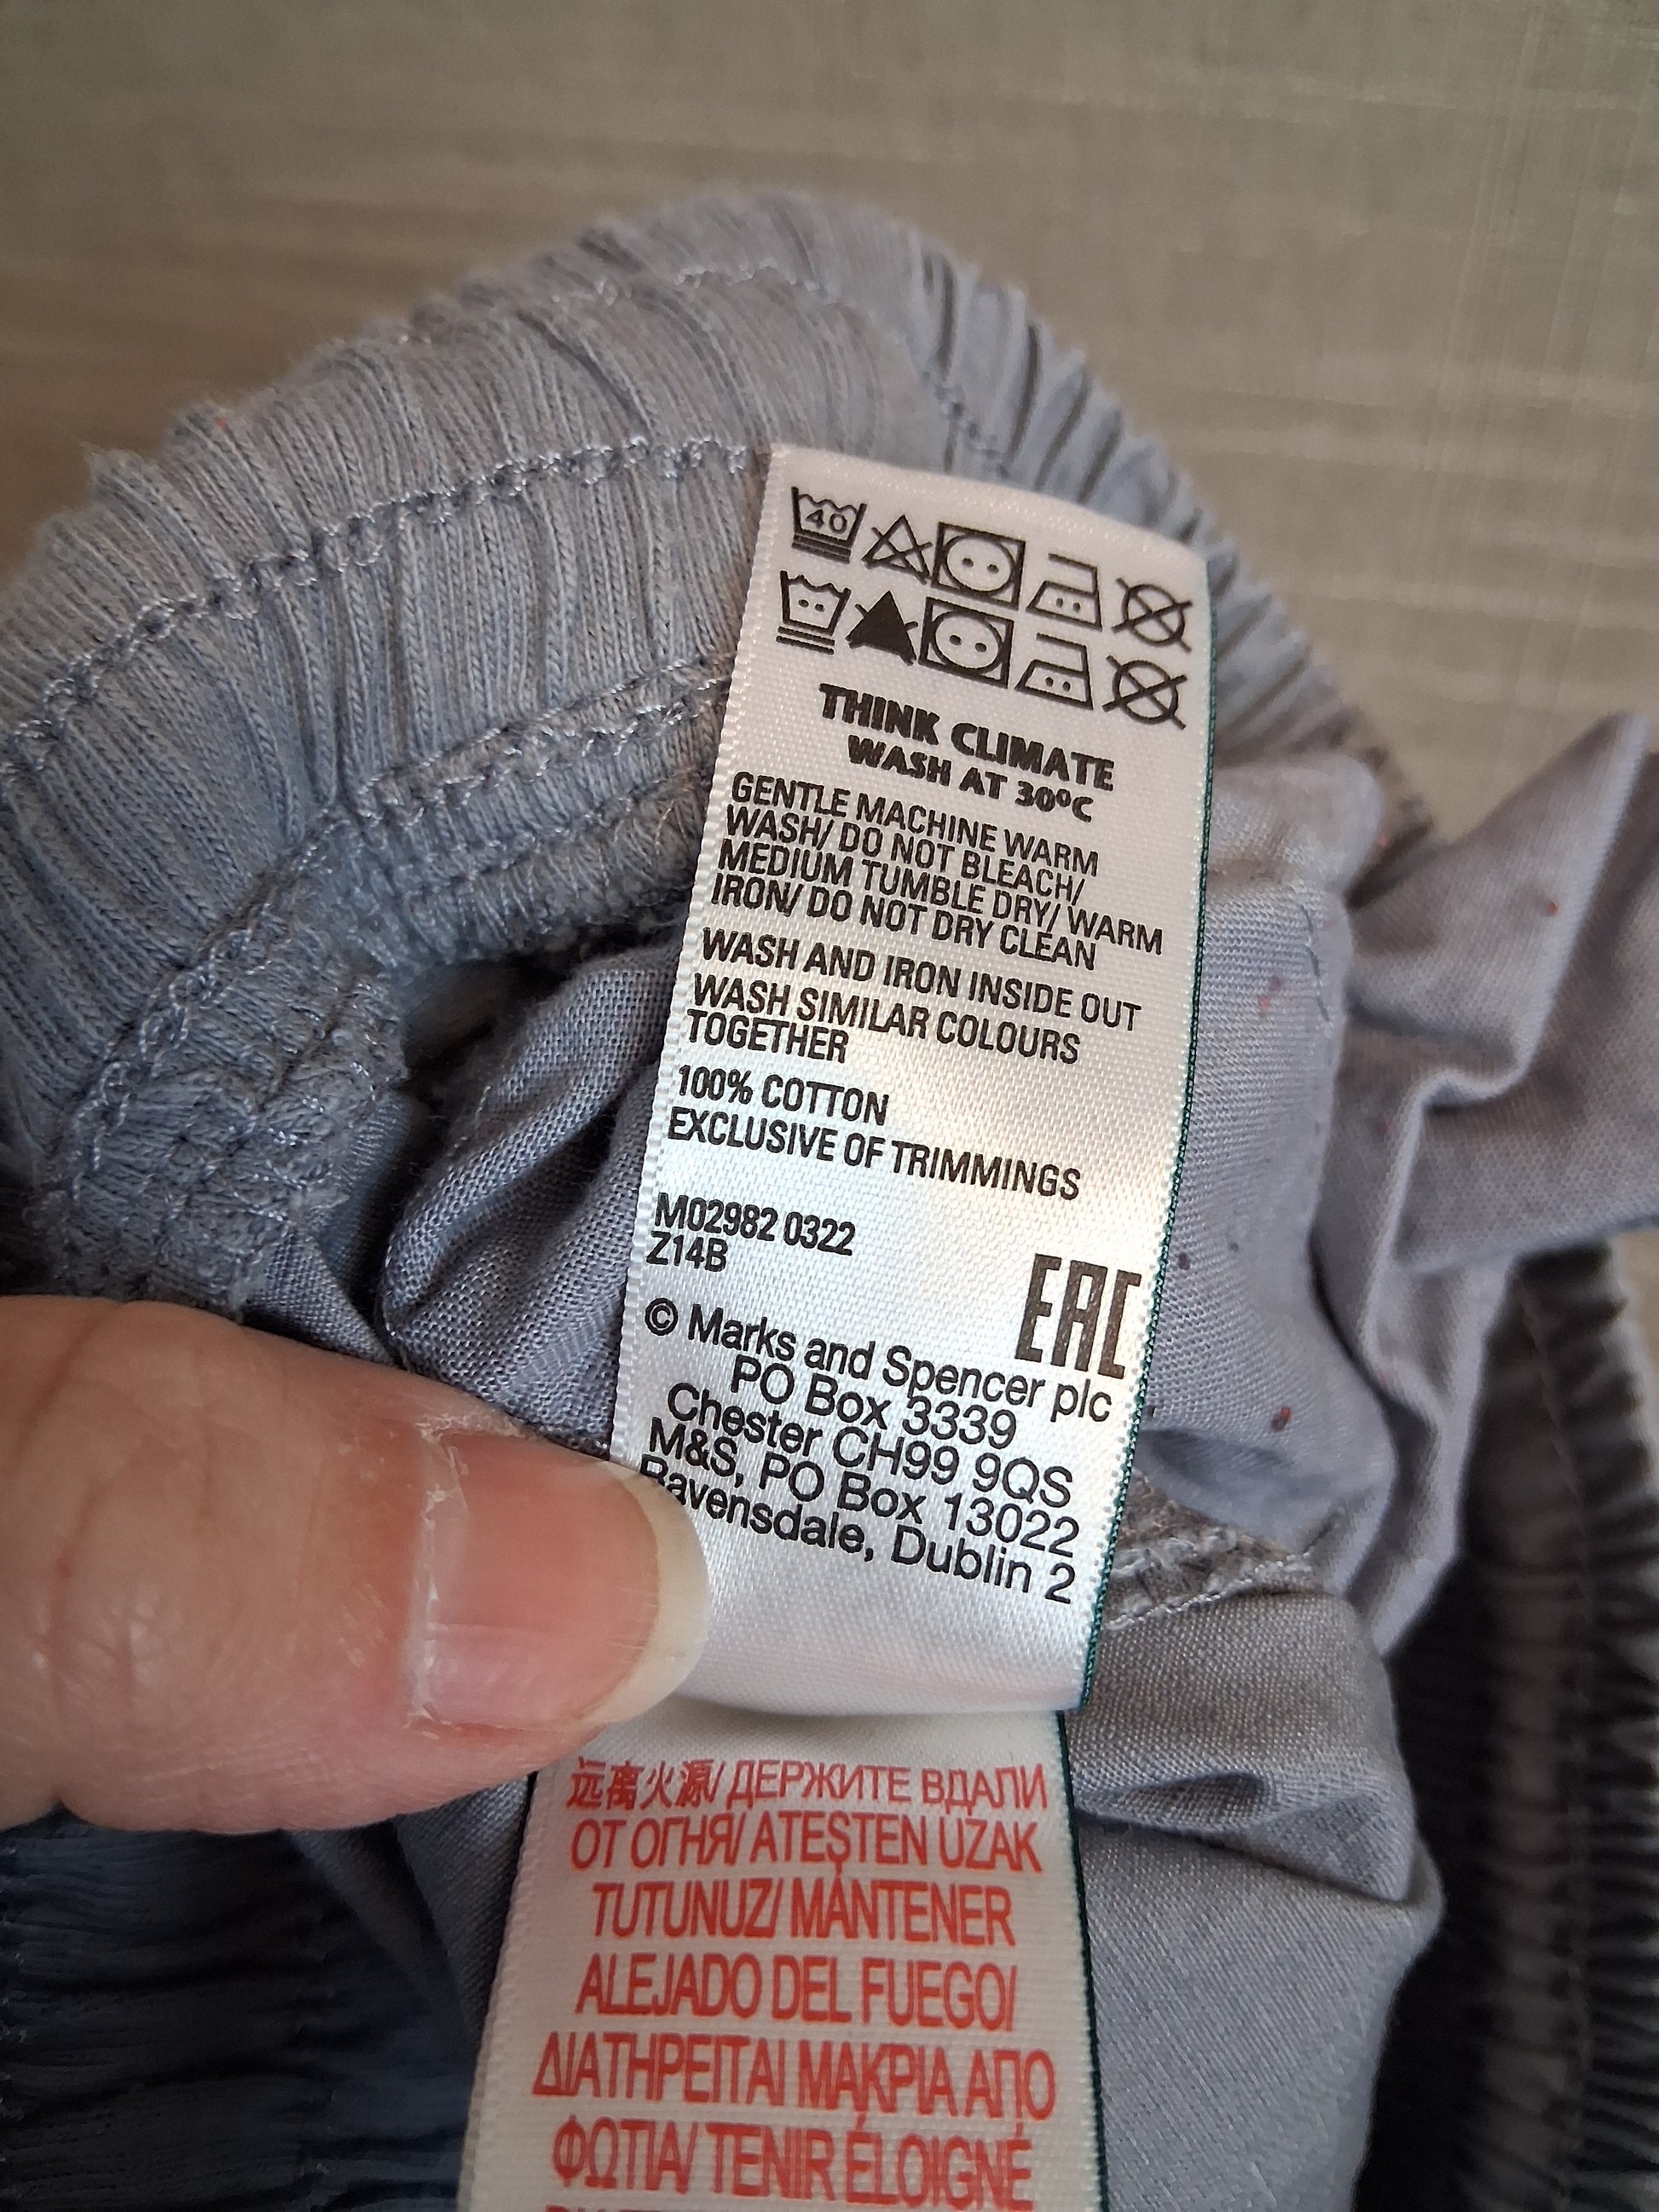 40
THINK CLIMATE
WASH AT 30ºC
GENTLE MACHINE WARM
WASH/ DO NOT BLEACH/
MEDIUM TUMBLE DRY/ WARM
IRON/ DO NOT DRY CLEAN
WASH AND IRON INSIDE OUT
WASH SIMILAR COLOURS
TOGETHER
100% COTTON
EXCLUSIVE OF TRIMMINGS
M02982 0322
Z14B
EAC
© Marks and Spencer plc
PO Box 3339
Chester CH99 9QS
M&S, PO Box 13022
Ravensdale, Dublin 2
远离火源/ ДЕРЖИТЕ ВДАЛИ
ОТ ОГНЯ/ ATEŞTEN UZAK
TUTUNUZ/ MANTENER
ALEJADO DEL FUEGO/
ΔΙΑΤΗΡΕΙΤΑΙ ΜΑΚΡΙΑ ΑΠΟ
ΦΩΤΙΑ/ TENIR ÉLOIGNÉ